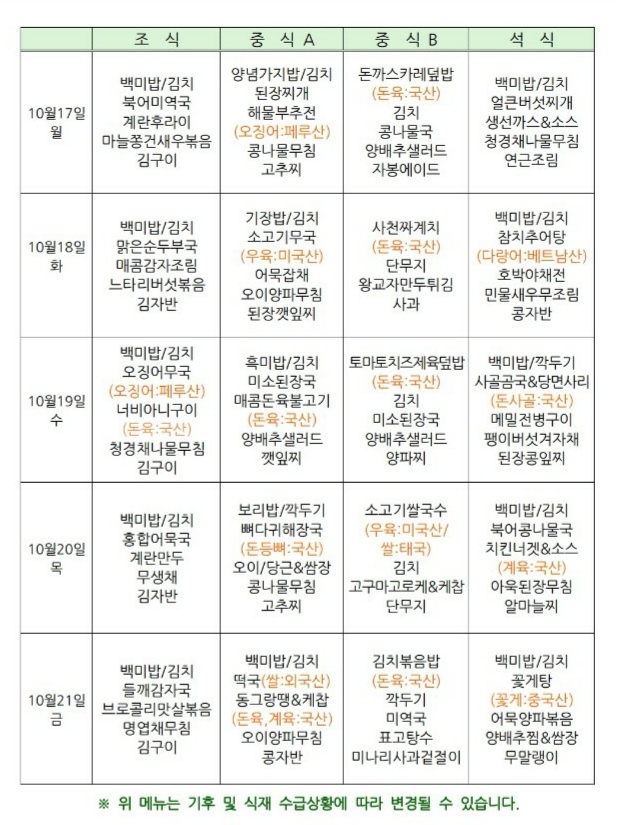 조 식
중 식 A
중 식 B
석 식
10월17일
월
백미밥/김치
북어미역국
계란후라이
마늘쫑건새우볶음
김구이
양념가지밥/김치
된장찌개
해물부추전
(오징어:페루산)
콩나물무침
고추찌
돈까스카레덮밥
(돈육:국산)
김치
콩나물국
양배추샐러드
자봉에이드
백미밥/김치
얼큰버섯찌개
생선까스&소스
청경채나물무침
연근조림
10월18일
화
백미밥/김치
맑은순두부국
매콤감자조림
느타리버섯볶음
김자반
기장밥/김치
소고기무국
(우육:미국산)
어묵잡채
오이양파무침
된장깻잎찌
사천짜계치
(돈육:국산)
단무지
왕교자만두튀김
사과
백미밥/김치
참치추어탕
(다랑어:베트남산)
호박야채전
민물새우무조림
콩자반
10월19일
수
백미밥/김치
오징어무국
(오징어:페루산)
너비아니구이
(돈육:국산)
청경채나물무침
김구이
흑미밥/김치
미소된장국
매콤돈육불고기
(돈육:국산)
양배추샐러드
깻잎찌
토마토치즈제육덮밥
(돈육:국산)
김치
미소된장국
양배추샐러드
양파찌
백미밥/깍두기
사골곰국&당면사리
(돈사골:국산)
메밀전병구이
팽이버섯겨자채
된장콩잎찌
10월20일
목
백미밥/김치
홍합어묵국
계란만두
무생채
김자반
보리밥/깍두기
뼈다귀해장국
(돈등뼈:국산)
오이/당근&쌈장
콩나물무침
고추찌
소고기쌀국수
(우육:미국산/
쌀:태국)
김치
고구마고로케&케찹
단무지
백미밥/김치
북어콩나물국
치킨너겟&소스
(계육:국산)
아욱된장무침
알마늘찌
10월21일
금
백미밥/김치
들깨감자국
브로콜리맛살볶음
명엽채무침
김구이
백미밥/김치
떡국(쌀:외국산)
동그랑땡&케찹
(돈육,계육:국산)
오이양파무침
콩자반
김치볶음밥
(돈육:국산)
깍두기
미역국
표고탕수
미나리사과겉절이
백미밥/김치
꽃게탕
(꽃게:중국산)
어묵양파볶음
양배추찜&쌈장
무말랭이
※ 위 메뉴는 기후 및 식재 수급상황에 따라 변경될 수 있습니다.